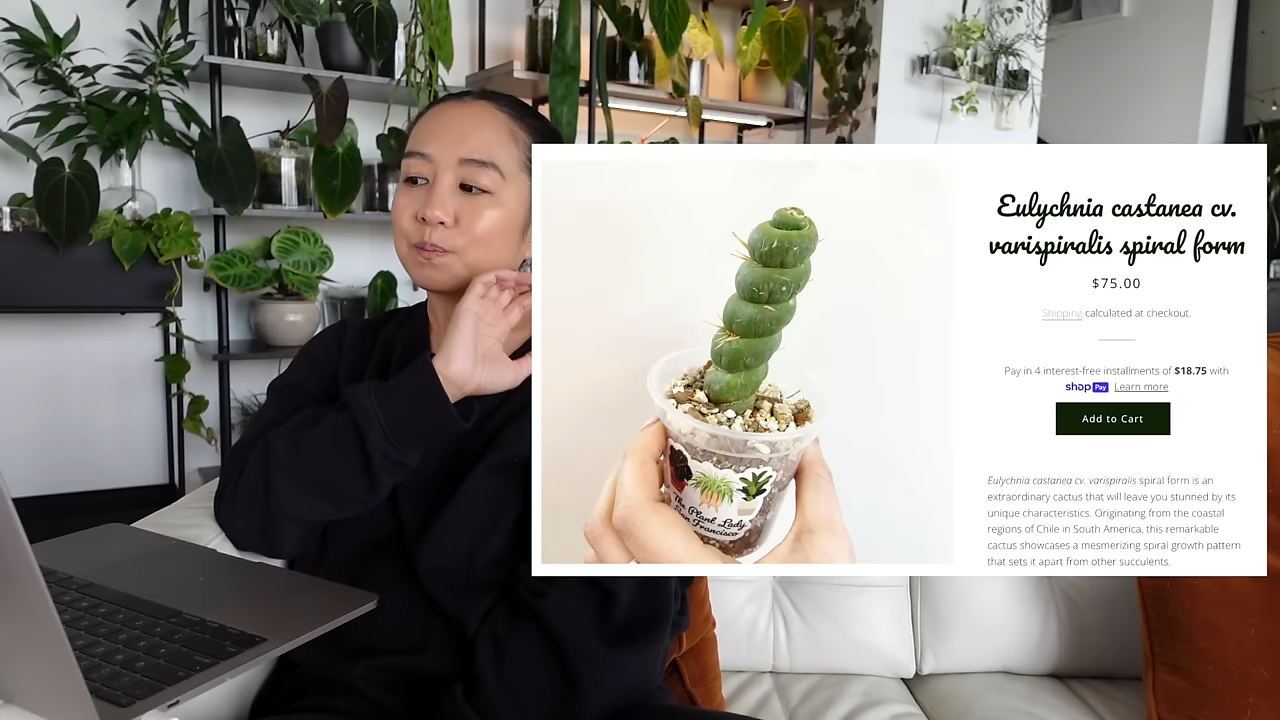 Eulychnia castanea cv.
varispiralis spiral form
$75.00
Shipping calculated at checkout.
Pay in 4 interest-free installments of $18.75 with
shop Pay Learn more
Add to Cart
Eulychnia castanea cv. varispiralis spiral form is an
extraordinary cactus that will leave you stunned by its
unique characteristics. Originating from the coastal
regions of Chile in South America, this remarkable
cactus showcases a mesmerizing spiral growth pattern
that sets it apart from other succulents.
The Plant Lady
San Francisco